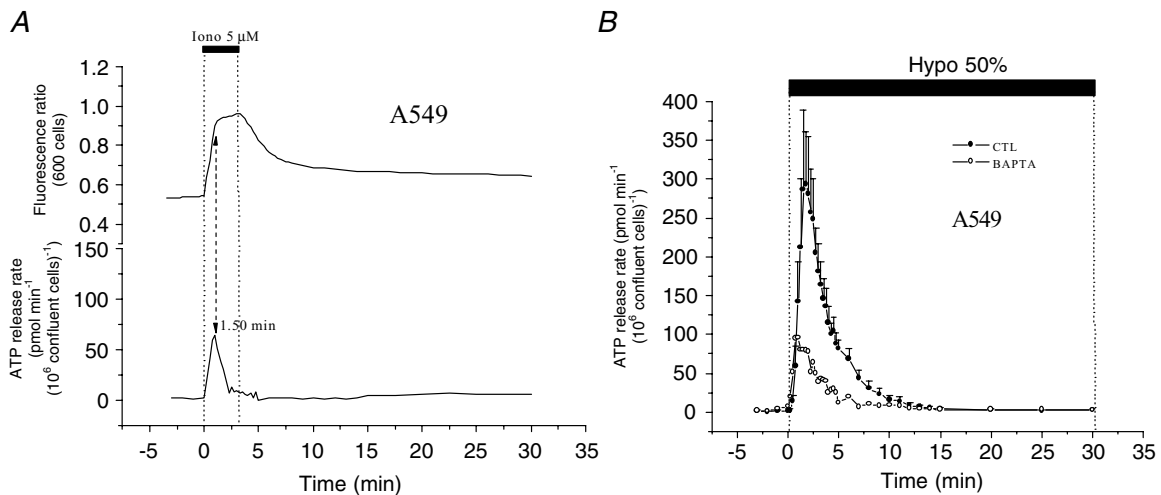 A
Iono 5 µM
1.2
1.0
0.8
0.6
0.4
Fluorescence ratio
(600 cells)
A549
150
100
50
0
ATP release rate
(pmol min⁻¹
(10⁶ confluent cells)⁻¹)
1.50 min
-5 0 5 10 15 20 25 30 35
Time (min)
B
Hypo 50%
400
350
300
250
200
150
100
50
0
ATP release rate (pmol min⁻¹
(10⁶ confluent cells)⁻¹)
CTL
BAPTA
A549
-5 0 5 10 15 20 25 30 35
Time (min)